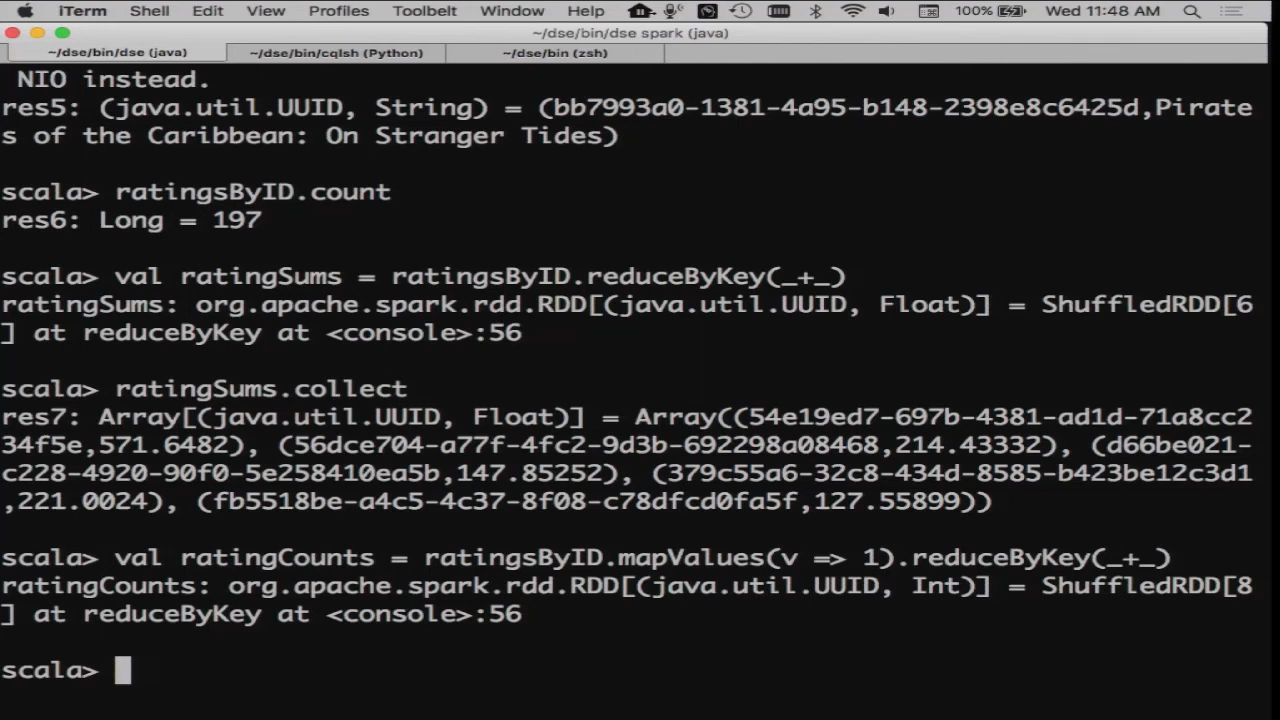 iTerm Shell Edit View Profiles Toolbelt Window Help 100% Wed 11:48 AM
~/dse/bin/dse spark (java)
~/dse/bin/dse (java) ~/dse/bin/cqlsh (Python) ~/dse/bin (zsh)
NIO instead.
res5: (java.util.UUID, String) = (bb7993a0-1381-4a95-b148-2398e8c6425d,Pirate
s of the Caribbean: On Stranger Tides)
scala> ratingsByID.count
res6: Long = 197
scala> val ratingSums = ratingsByID.reduceByKey(_+_)
ratingSums: org.apache.spark.rdd.RDD[(java.util.UUID, Float)] = ShuffledRDD[6
] at reduceByKey at <console>:56
scala> ratingSums.collect
res7: Array[(java.util.UUID, Float)] = Array((54e19ed7-697b-4381-ad1d-71a8cc2
34f5e,571.6482), (56dce704-a77f-4fc2-9d3b-692298a08468,214.43332), (d66be021-
c228-4920-90f0-5e258410ea5b,147.85252), (379c55a6-32c8-434d-8585-b423be12c3d1
,221.0024), (fb5518be-a4c5-4c37-8f08-c78dfcd0fa5f,127.55899))
scala> val ratingCounts = ratingsByID.mapValues(v => 1).reduceByKey(_+_)
ratingCounts: org.apache.spark.rdd.RDD[(java.util.UUID, Int)] = ShuffledRDD[8
] at reduceByKey at <console>:56
scala>